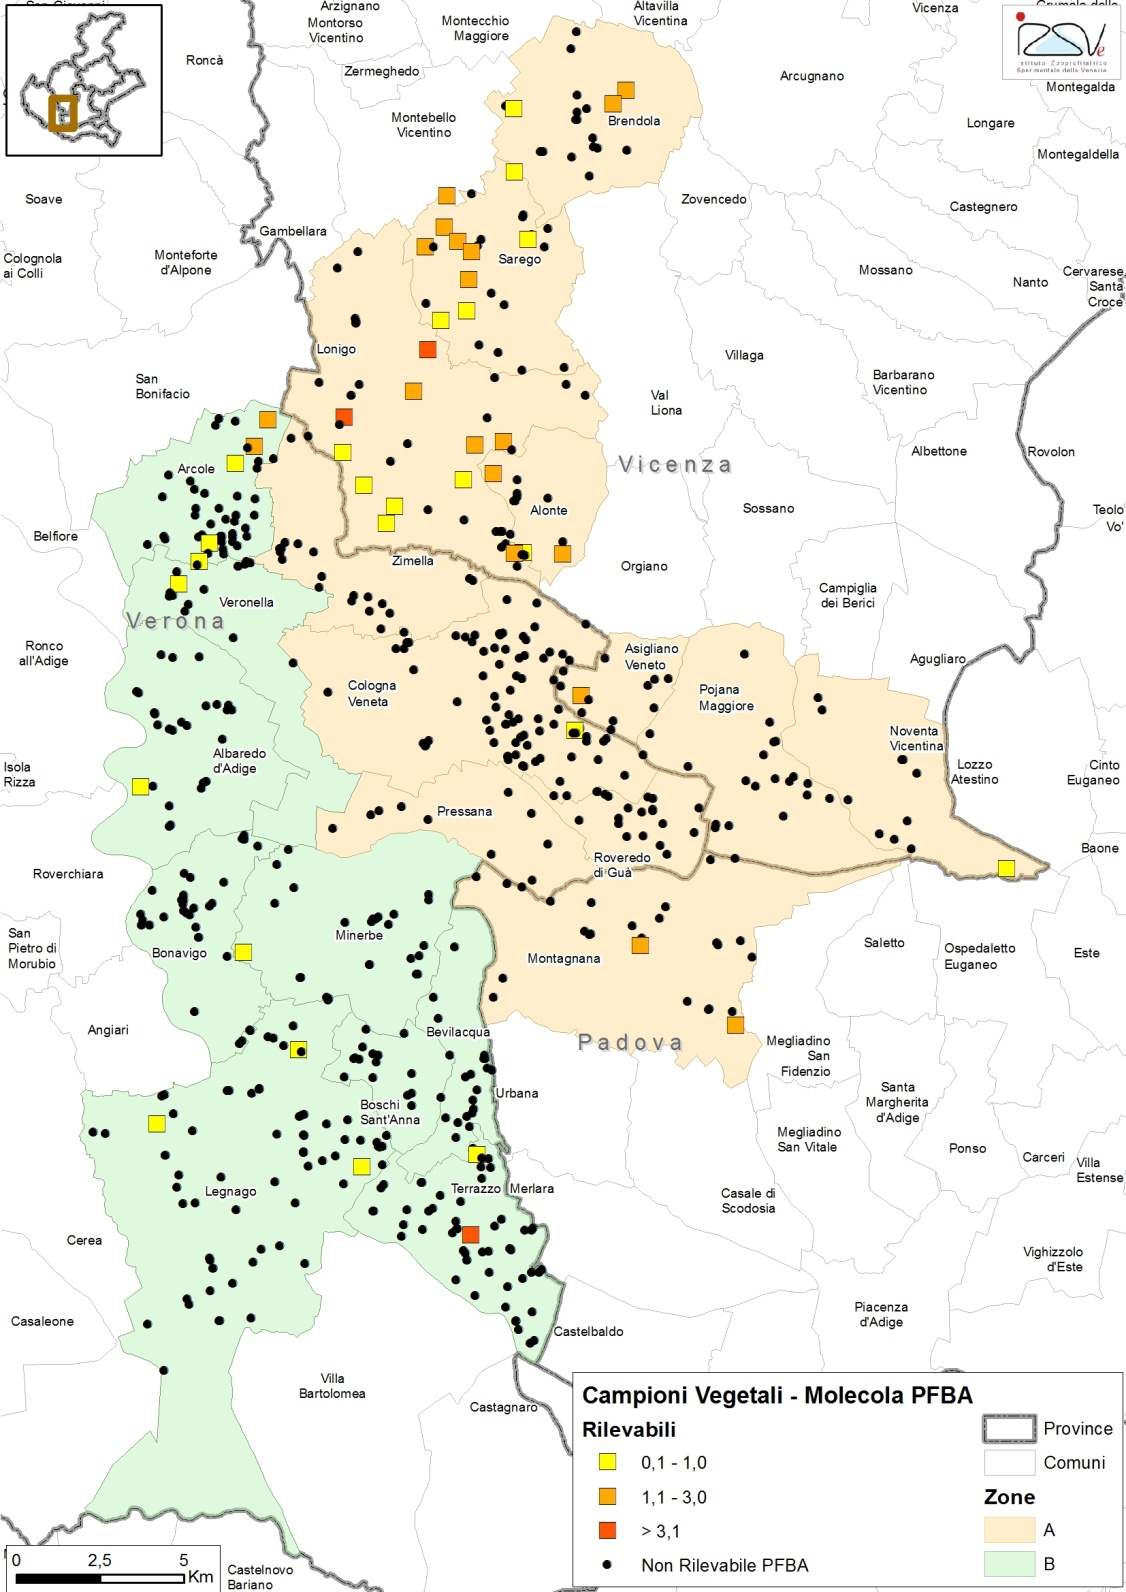 Arzignano
Altavilla
Vicentina
Vicenza
Montorso
Vicentino
Montecchio
Maggiore
IZSVe
Istituto Zooprofilattico
Sperimentale delle Venezie
Roncà
Zermeghedo
Arcugnano
Montegalda
Montebello
Vicentino
Brendola
Longare
Montegaldella
Soave
Zovencedo
Castegnero
Gambellara
Colognola
ai Colli
Monteforte
d'Alpone
Sarego
Mossano
Nanto
Cervarese
Santa
Croce
Lonigo
Villaga
San
Bonifacio
Barbarano
Vicentino
Val
Liona
Arcole
Vicenza
Albettone
Rovolon
Belfiore
Alonte
Sossano
Teolo
Vo'
Zimella
Orgiano
Veronella
Campiglia
dei Berici
Verona
Ronco
all'Adige
Asigliano
Veneto
Agugliaro
Cologna
Veneta
Pojana
Maggiore
Noventa
Vicentina
Isola
Rizza
Albaredo
d'Adige
Lozzo
Atestino
Cinto
Euganeo
Pressana
Roveredo
di Guà
Baone
Roverchiara
San
Pietro di
Morubio
Bonavigo
Minerbe
Montagnana
Saletto
Ospedaletto
Euganeo
Este
Angiari
Bevilacqua
Padova
Megliadino
San
Fidenzio
Urbana
Boschi
Sant'Anna
Santa
Margherita
d'Adige
Megliadino
San Vitale
Ponso
Carceri
Villa
Estense
Legnago
Terrazzo
Merlara
Casale di
Scodosia
Cerea
Vighizzolo
d'Este
Casaleone
Castelbaldo
Piacenza
d'Adige
Villa
Bartolomea
Castagnaro
Campioni Vegetali - Molecola PFBA
Rilevabili
0,1 - 1,0
1,1 - 3,0
> 3,1
Non Rilevabile PFBA
Province
Comuni
Zone
A
B
0 2,5 5
Km
Castelnovo
Bariano